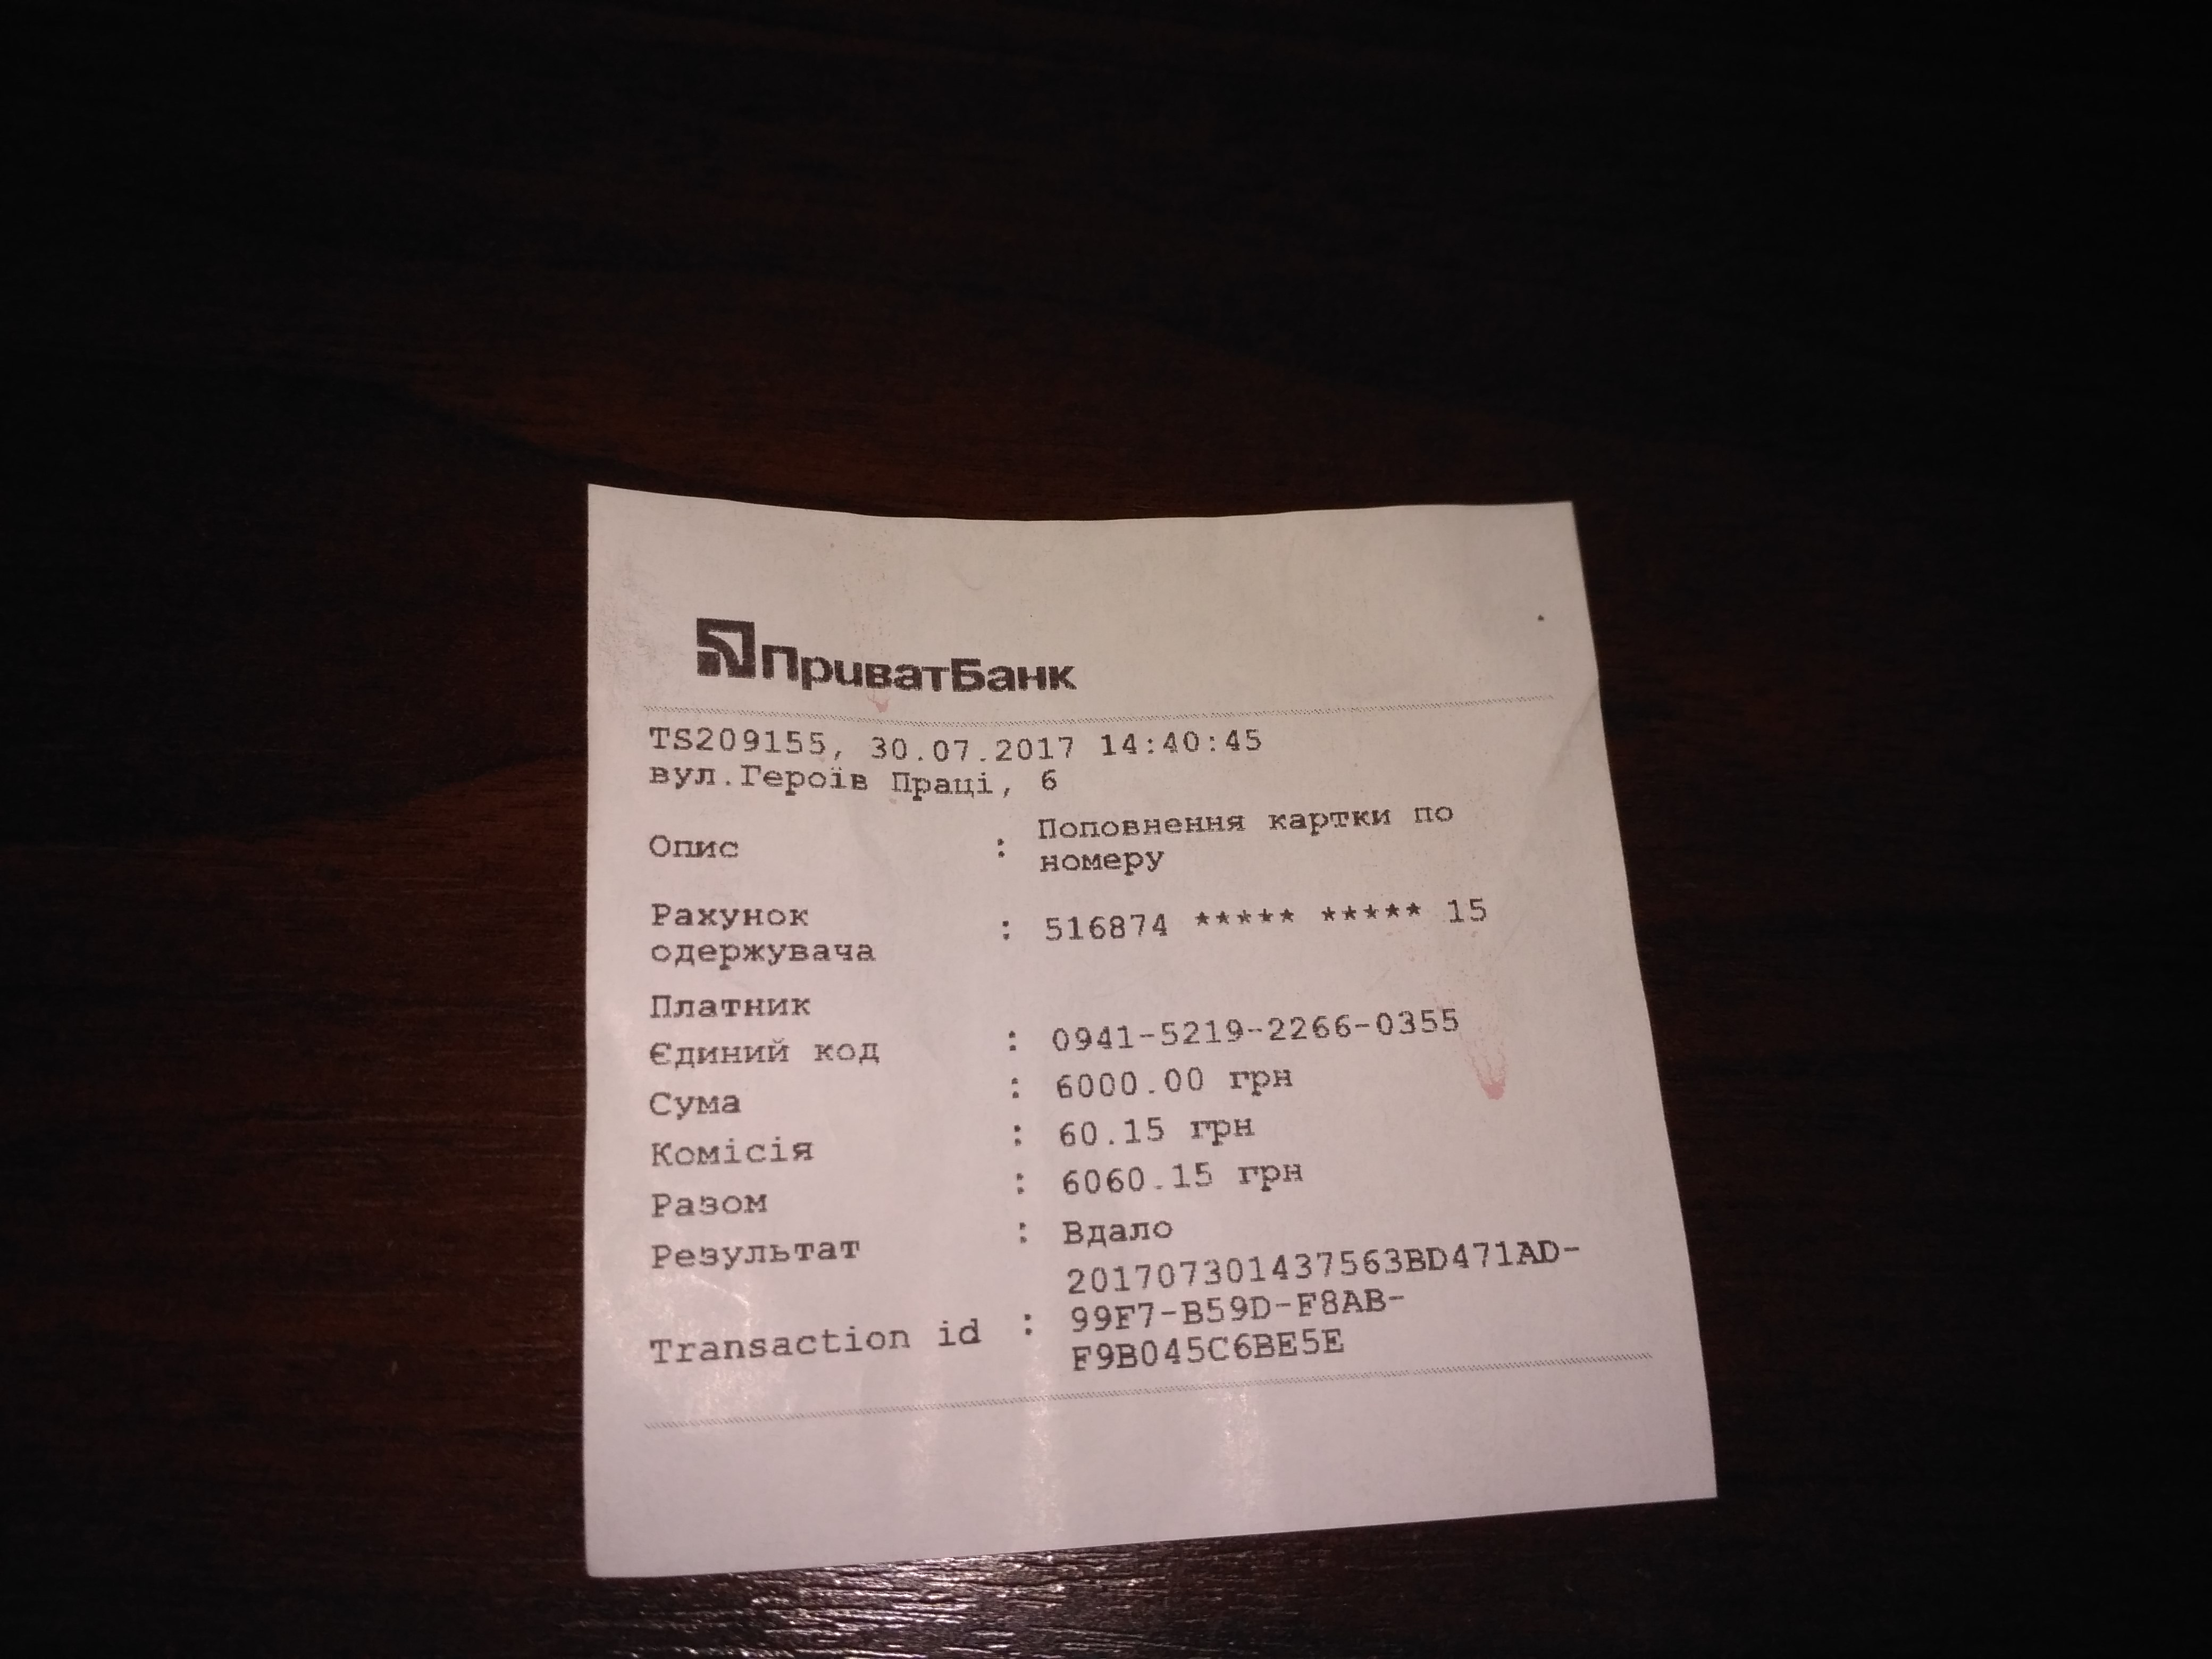 ПриватБанк
TS209155, 30.07.2017 14:40:45
вул.Героїв Праці, 6
Опис : Поповнення картки по
номеру
Рахунок
одержувача : 516874 ***** ***** 15
Платник
Єдиний код : 0941-5219-2266-0355
Сума : 6000.00 грн
Комісія : 60.15 грн
Разом : 6060.15 грн
Результат : Вдало
Transaction id : 201707301437563BD471AD-
99F7-B59D-F8AB-
F9B045C6BE5E